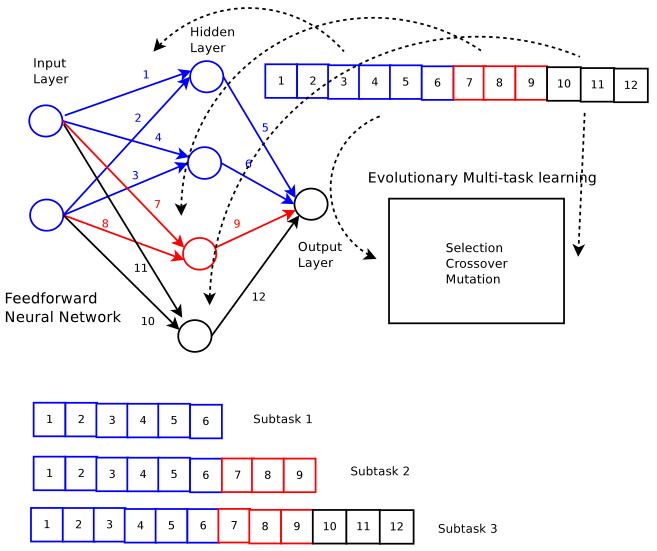 Hidden
Layer
Input
Layer
1
2
4
3
7
8
11
10
5
6
9
12
1 2 3 4 5 6 7 8 9 10 11 12
Evolutionary Multi-task learning
Selection
Crossover
Mutation
Output
Layer
Feedforward
Neural Network
1 2 3 4 5 6 Subtask 1
1 2 3 4 5 6 7 8 9 Subtask 2
1 2 3 4 5 6 7 8 9 10 11 12 Subtask 3